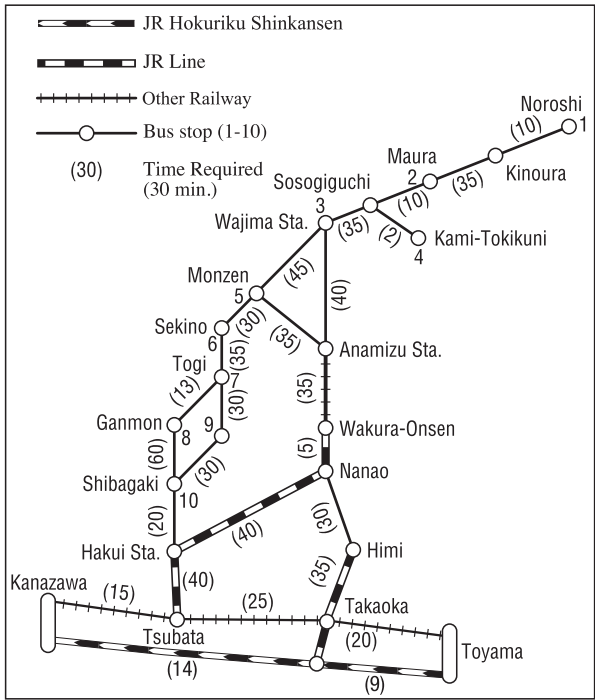 JR Hokuriku Shinkansen
JR Line
Other Railway
Bus stop (1-10)
(30)
Time Required
(30 min.)
Noroshi
1
(10)
Kinoura
(35)
Maura
2
(10)
Sosogiguchi
(2)
Kami-Tokikuni
4
(35)
3
Wajima Sta.
(45)
(40)
Monzen
5
(30)
(35)
Anamizu Sta.
Sekino
6
(35)
Togi
7
(13)
(30)
(35)
Ganmon
8
9
Wakura-Onsen
(60)
(30)
(5)
Nanao
Shibagaki
10
(20)
(40)
(30)
Hakui Sta.
Himi
(40)
(35)
Kanazawa
(15)
(25)
Takaoka
Tsubata
(20)
Toyama
(14)
(9)